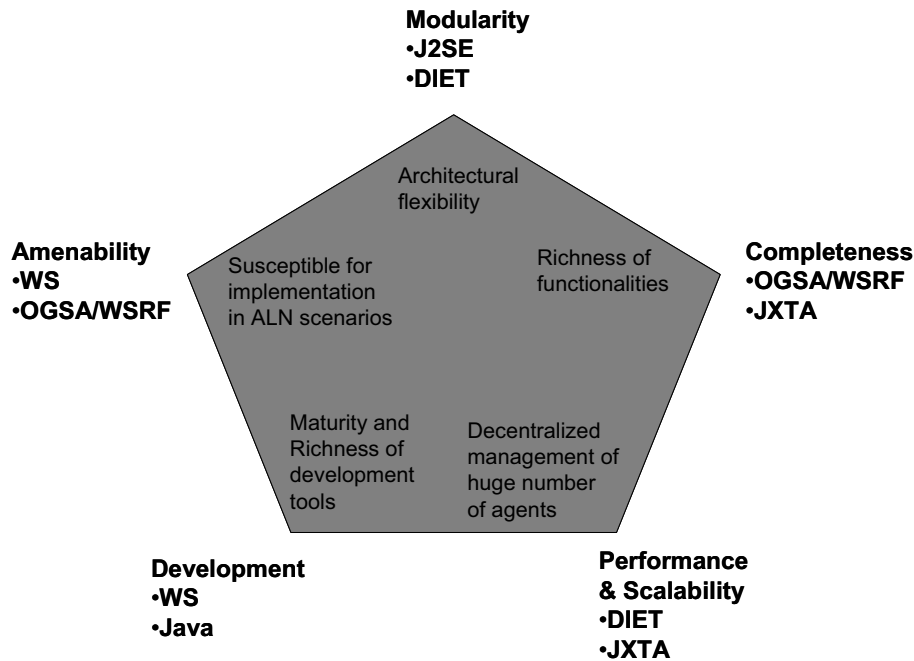 Modularity
•J2SE
•DIET
Architectural
flexibility
Amenability
•WS
•OGSA/WSRF
Susceptible for
implementation
in ALN scenarios
Richness of
functionalities
Completeness
•OGSA/WSRF
•JXTA
Maturity and
Richness of
development
tools
Decentralized
management of
huge number
of agents
Development
•WS
•Java
Performance
& Scalability
•DIET
•JXTA